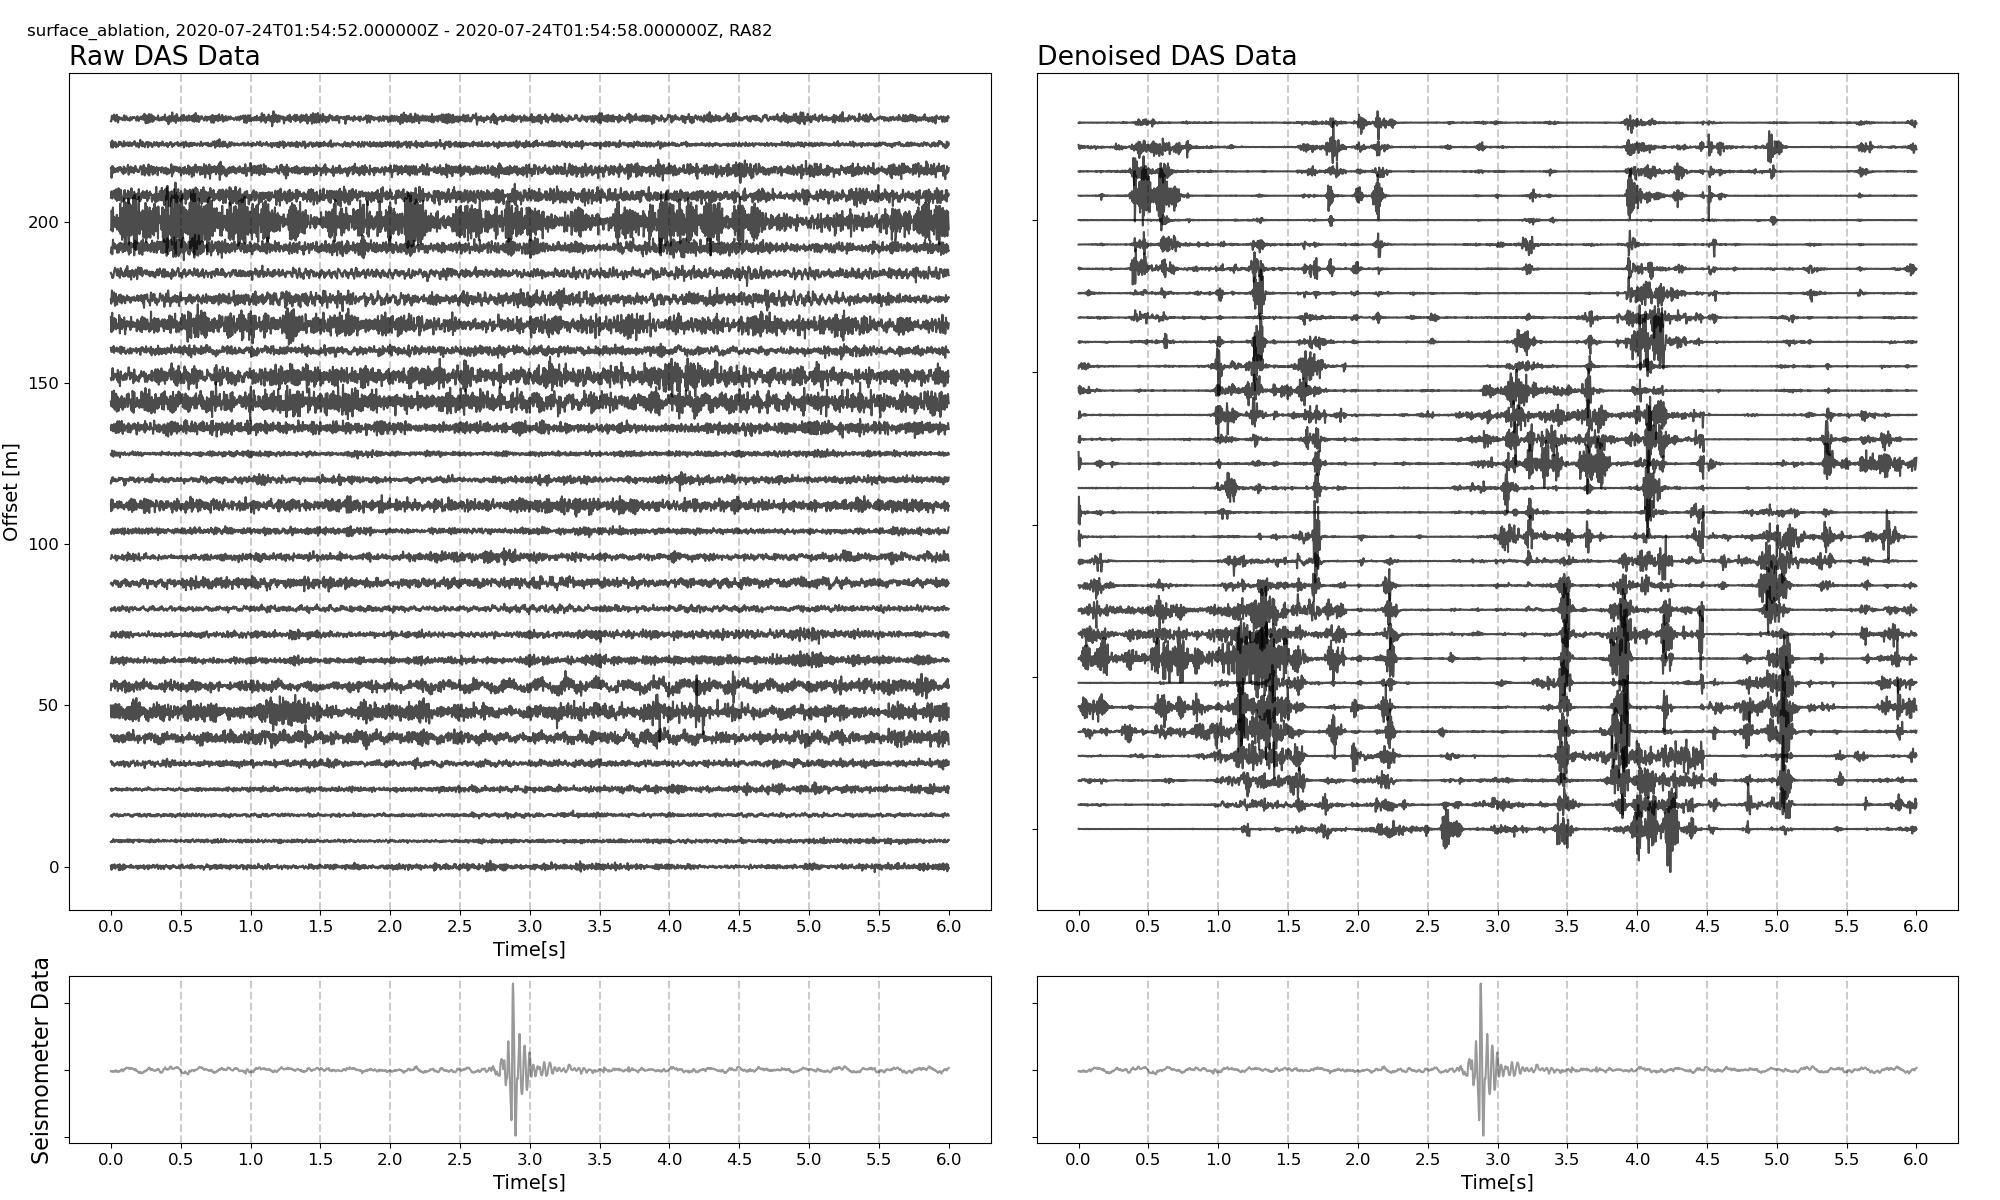 surface_ablation, 2020-07-24T01:54:52.000000Z - 2020-07-24T01:54:58.000000Z, RA82
Raw DAS Data
Denoised DAS Data
Offset [m]
200
150
100
50
0
0.0 0.5 1.0 1.5 2.0 2.5 3.0 3.5 4.0 4.5 5.0 5.5 6.0
Time[s]
0.0 0.5 1.0 1.5 2.0 2.5 3.0 3.5 4.0 4.5 5.0 5.5 6.0
Seismometer Data
0.0 0.5 1.0 1.5 2.0 2.5 3.0 3.5 4.0 4.5 5.0 5.5 6.0
Time[s]
0.0 0.5 1.0 1.5 2.0 2.5 3.0 3.5 4.0 4.5 5.0 5.5 6.0
Time[s]